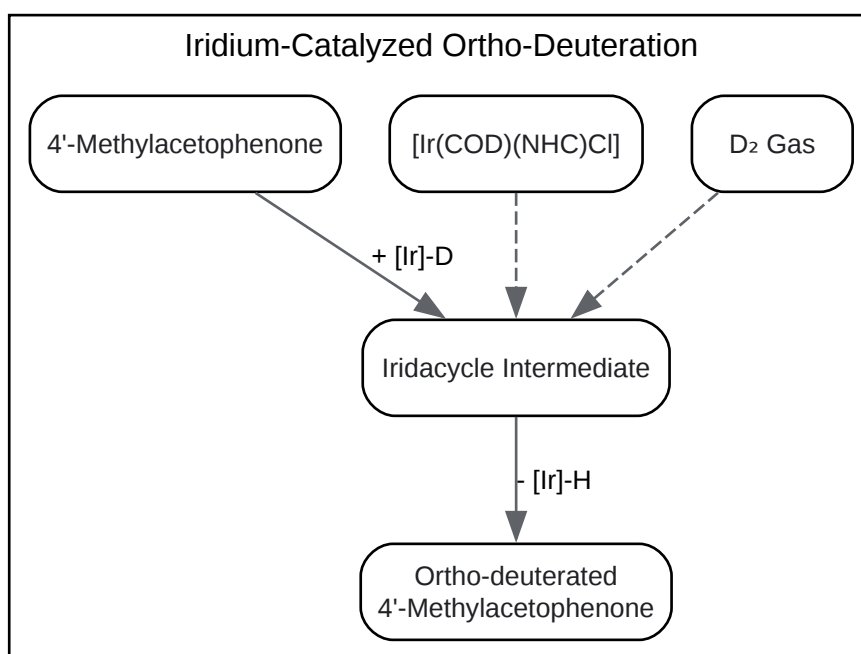 Iridium-Catalyzed Ortho-Deuteration
4'-Methylacetophenone
[Ir(COD)(NHC)Cl]
D₂ Gas
+ [Ir]-D
Iridacycle Intermediate
- [Ir]-H
Ortho-deuterated
4'-Methylacetophenone